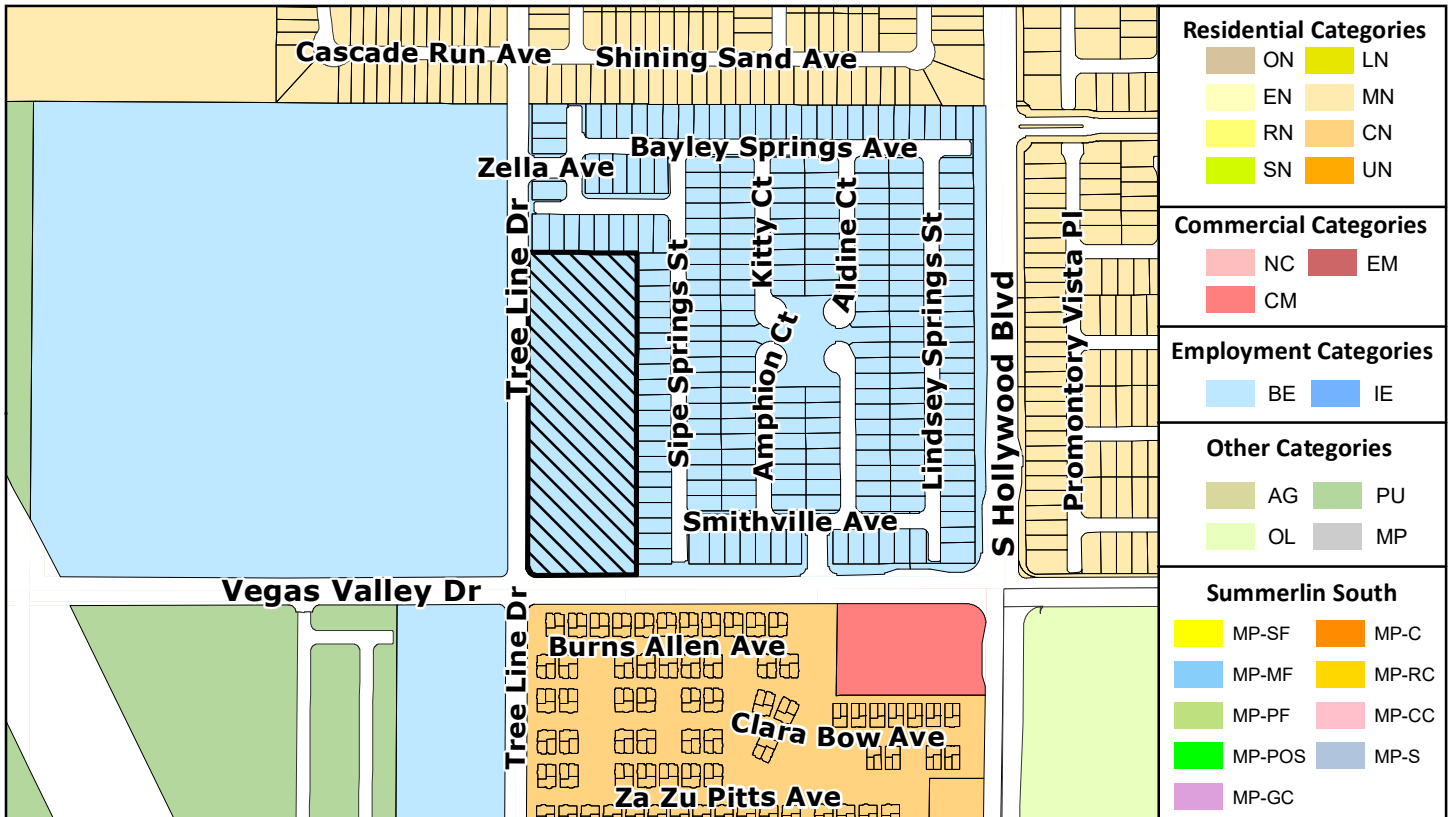 Cascade Run Ave
Shining Sand Ave
Bayley Springs Ave
Zella Ave
Tree Line Dr
Sipe Springs St
Kitty Ct
Aldine Ct
Amphion Ct
Lindsey Springs St
S Hollywood Blvd
Promontory Vista Pl
Smithville Ave
Vegas Valley Dr
Tree Line Dr
Burns Allen Ave
Clara Bow Ave
Za Zu Pitts Ave
Residential Categories
ON LN
EN MN
RN CN
SN UN
Commercial Categories
NC EM
CM
Employment Categories
BE IE
Other Categories
AG PU
OL MP
Summerlin South
MP-SF MP-C
MP-MF MP-RC
MP-PF MP-CC
MP-POS MP-S
MP-GC